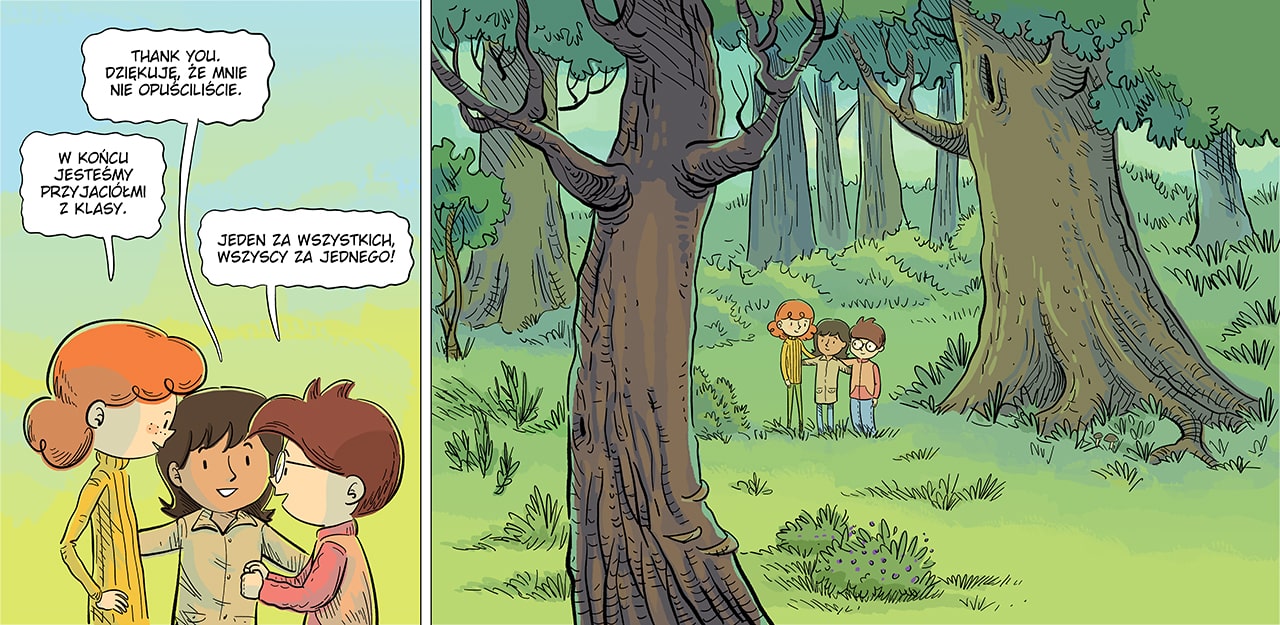 THANK YOU.
DZIĘKUJĘ, ŻE MNIE
NIE OPUŚCILIŚCIE.
W KOŃCU
JESTEŚMY
PRZYJACIÓŁMI
Z KLASY.
JEDEN ZA WSZYSTKICH,
WSZYSCY ZA JEDNEGO!